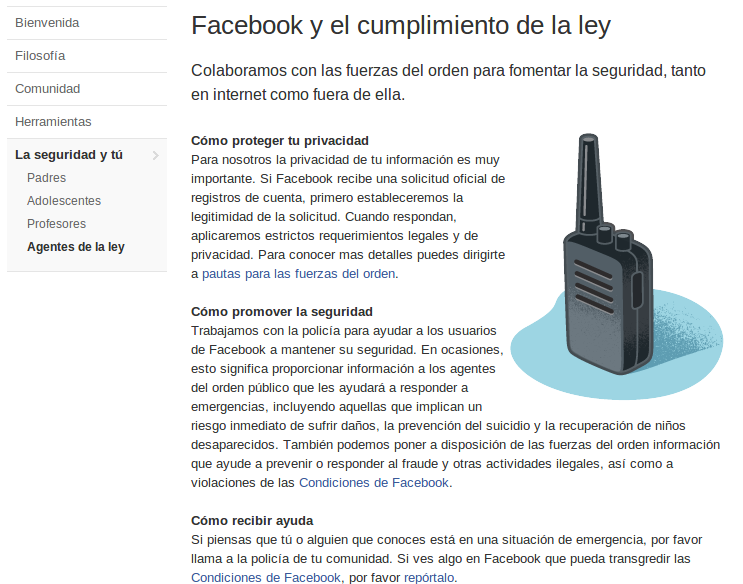 Bienvenida
Filosofía
Comunidad
Herramientas
La seguridad y tú
Padres
Adolescentes
Profesores
Agentes de la ley
Facebook y el cumplimiento de la ley
Colaboramos con las fuerzas del orden para fomentar la seguridad, tanto
en internet como fuera de ella.
Cómo proteger tu privacidad
Para nosotros la privacidad de tu información es muy
importante. Si Facebook recibe una solicitud oficial de
registros de cuenta, primero estableceremos la
legitimidad de la solicitud. Cuando respondan,
aplicaremos estrictos requerimientos legales y de
privacidad. Para conocer mas detalles puedes dirigirte
a pautas para las fuerzas del orden.
Cómo promover la seguridad
Trabajamos con la policía para ayudar a los usuarios
de Facebook a mantener su seguridad. En ocasiones,
esto significa proporcionar información a los agentes
del orden público que les ayudará a responder a
emergencias, incluyendo aquellas que implican un
riesgo inmediato de sufrir daños, la prevención del suicidio y la recuperación de niños
desaparecidos. También podemos poner a disposición de las fuerzas del orden información
que ayude a prevenir o responder al fraude y otras actividades ilegales, así como a
violaciones de las Condiciones de Facebook.
Cómo recibir ayuda
Si piensas que tú o alguien que conoces está en una situación de emergencia, por favor
llama a la policía de tu comunidad. Si ves algo en Facebook que pueda transgredir las
Condiciones de Facebook, por favor repórtalo.